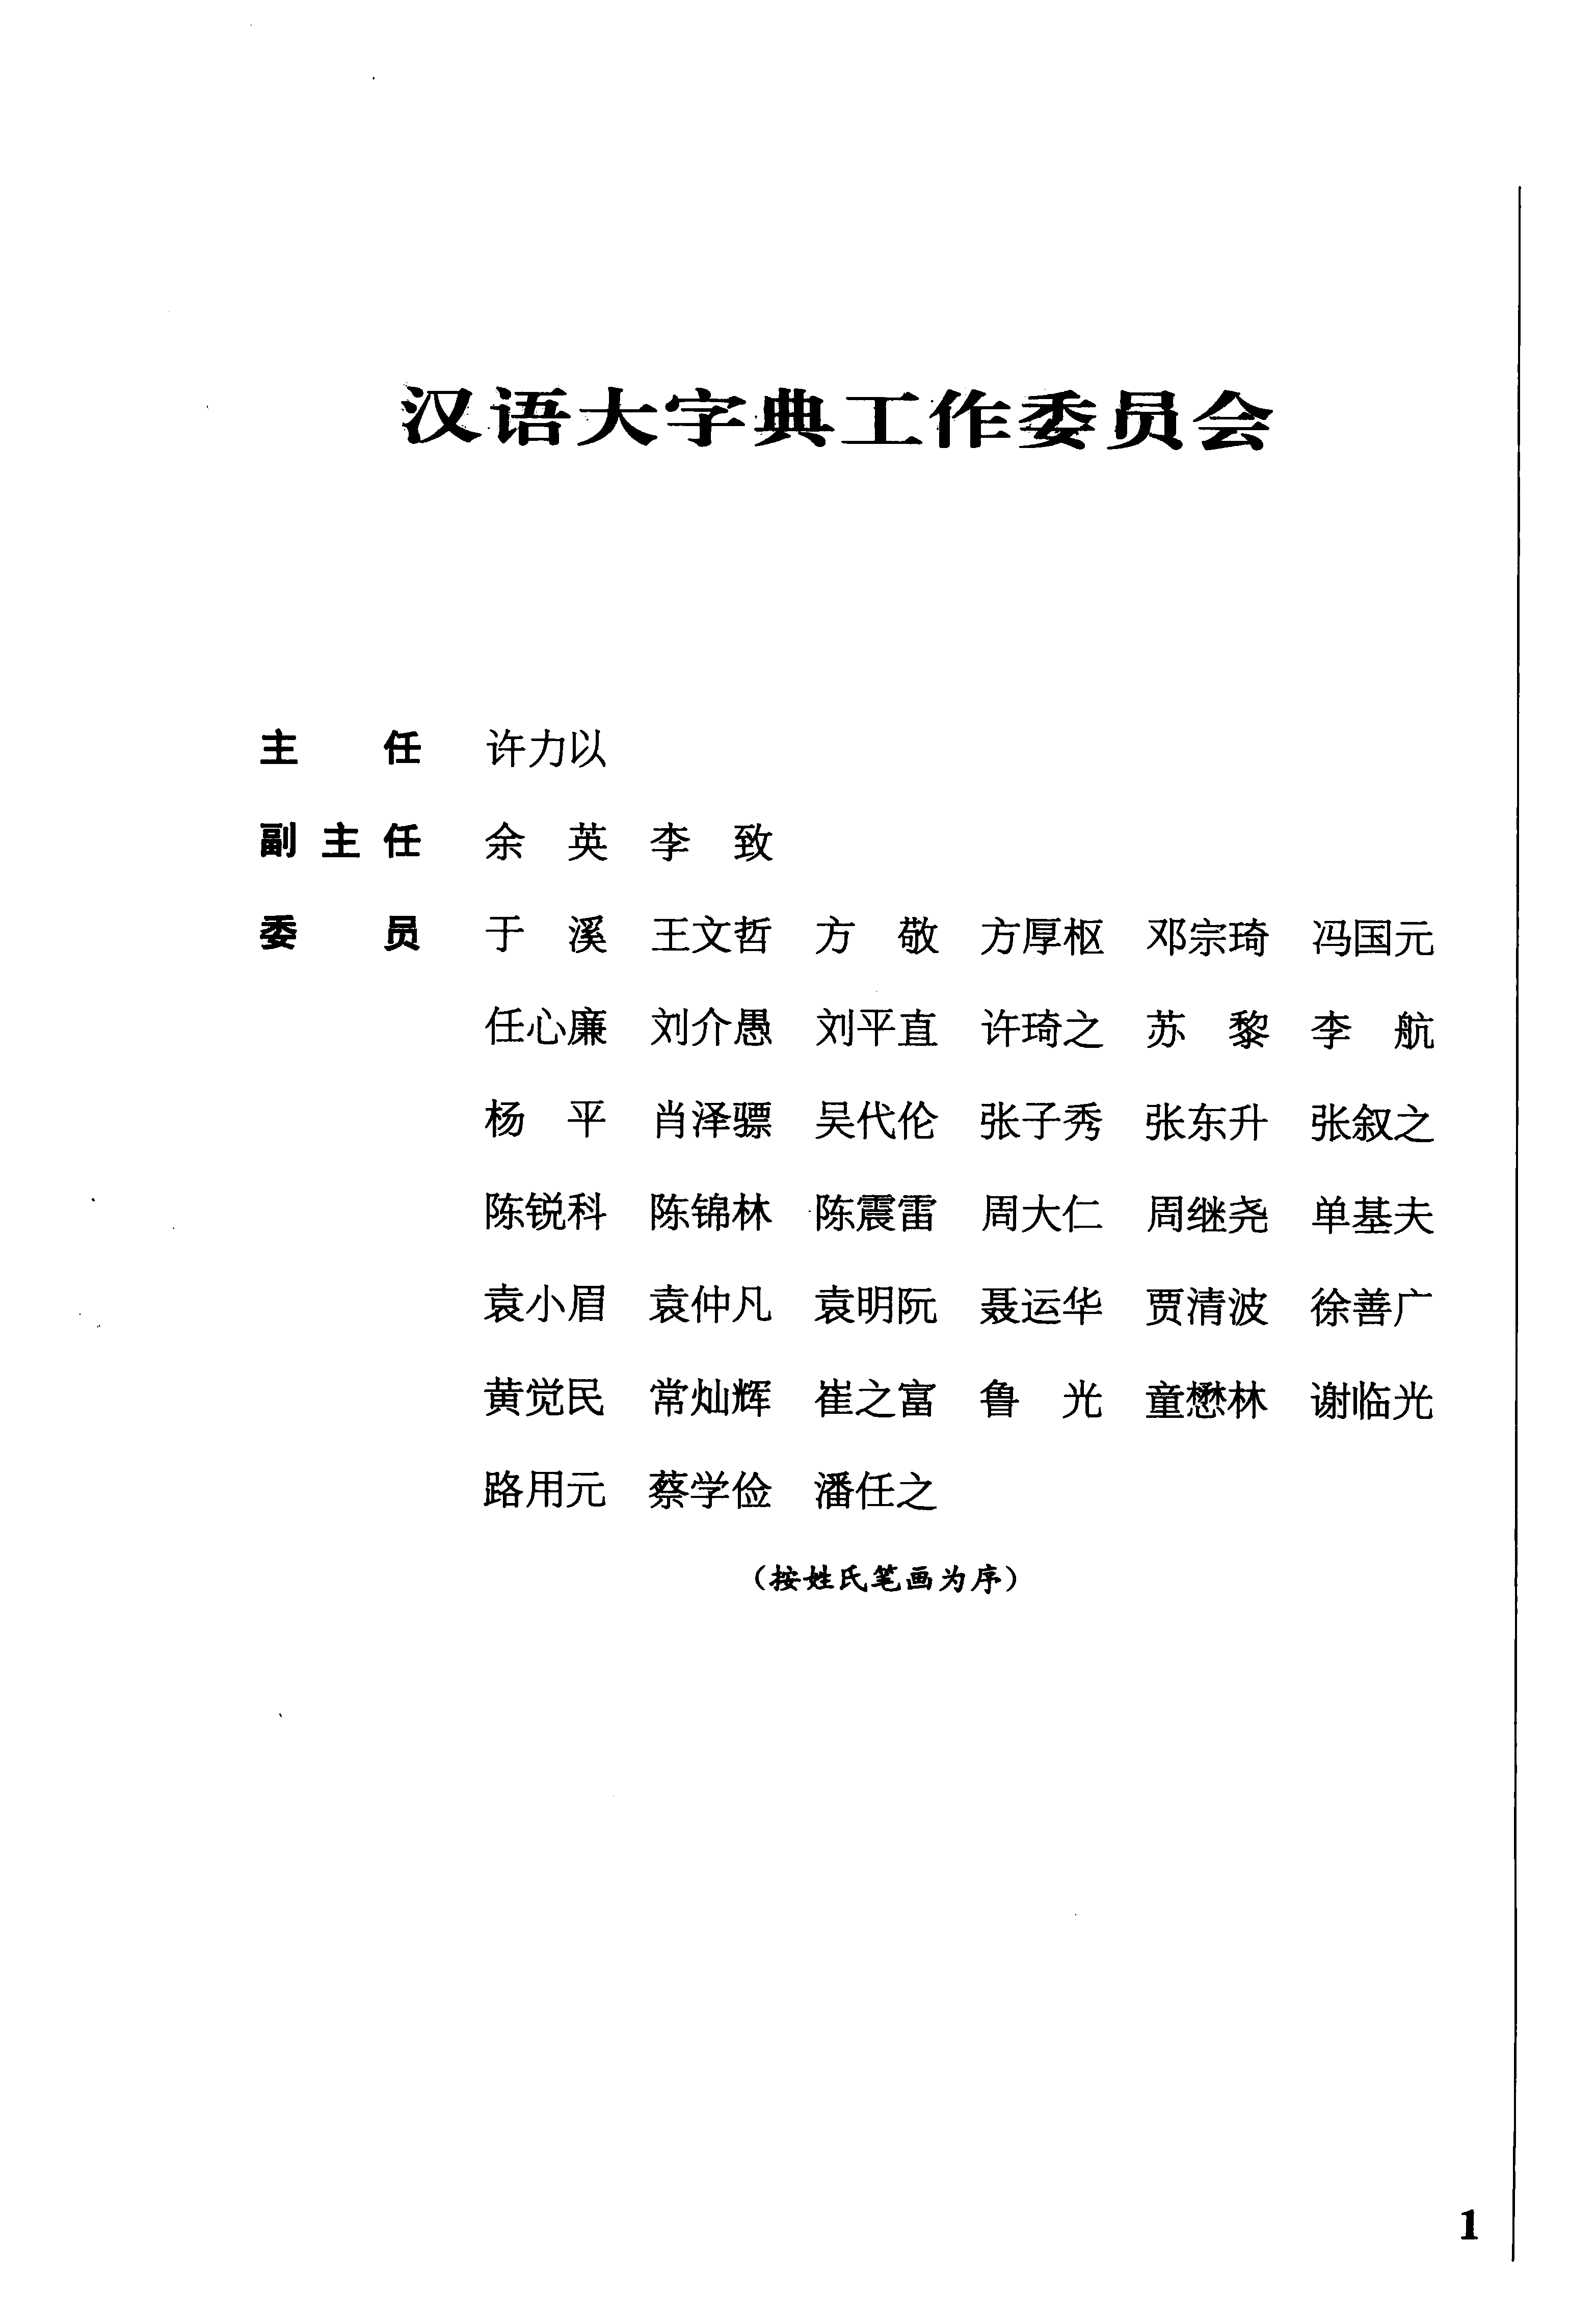 汉语大字典工作委员会
主　　任　许力以
副 主 任　余　英　李　致
委　　员　于　溪　王文哲　方　敬　方厚枢　邓宗琦　冯国元
任心廉　刘介愚　刘平直　许琦之　苏　黎　李　航
杨　平　肖泽骠　吴代伦　张子秀　张东升　张叙之
陈锐科　陈锦林　陈震雷　周大仁　周继尧　单基夫
袁小眉　袁仲凡　袁明阮　聂运华　贾清波　徐善广
黄觉民　常灿辉　崔之富　鲁　光　童懋林　谢临光
路用元　蔡学俭　潘任之
（按姓氏笔画为序）
1